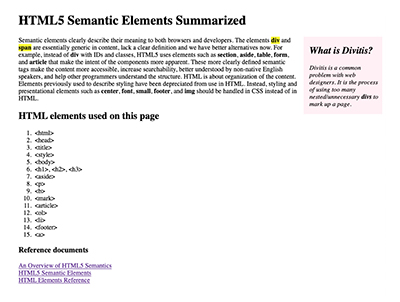 HTML5 Semantic Elements Summarized
Semantic elements clearly describe their meaning to both browsers and developers. The elements div and
span are essentially generic in content, lack a clear definition and we have better alternatives now. For
example, instead of div with IDs and classes, HTML5 uses elements such as section, aside, table, form,
and article that make the intent of the components more apparent. These more clearly defined semantic
tags make the content more accessible, increase searchability, better understood by non-native English
speakers, and help other programmers understand the structure. HTML is about organization of the content.
Elements previously used to describe styling have been depreciated from use in HTML. Instead, styling and
presentational elements such as center, font, small, footer, and img should be handled in CSS instead of in
HTML.
What is Divitis?
Divitis is a common
problem with web
designers. It is the process
of using too many
nested/unnecessary divs to
mark up a page.
HTML elements used on this page
1. <html>
2. <head>
3. <title>
4. <style>
5. <body>
6. <h1>, <h2>, <h3>
7. <aside>
8. <p>
9. <b>
10. <mark>
11. <article>
12. <ol>
13. <li>
14. <footer>
15. <a>
Reference documents
An Overview of HTML5 Semantics
HTML5 Semantic Elements
HTML Elements Reference